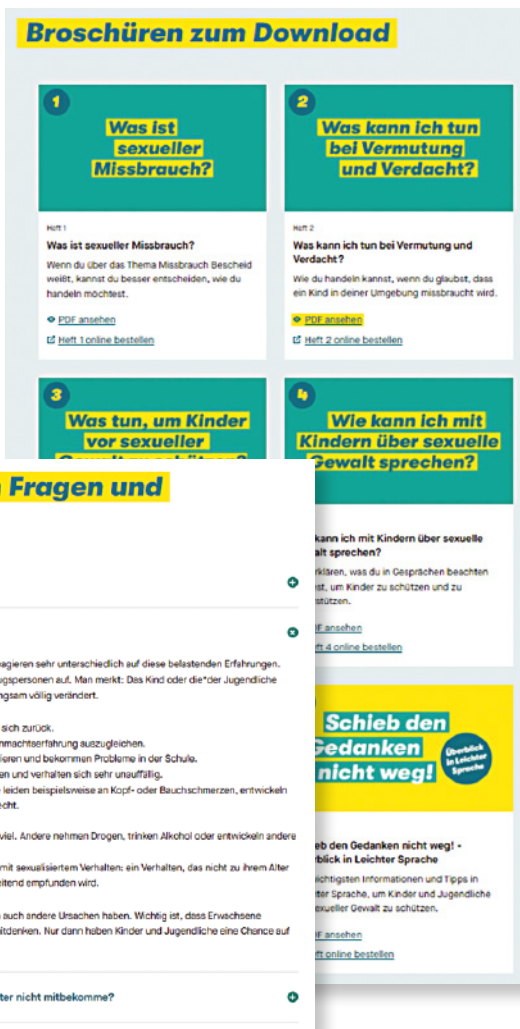 Broschüren zum Download
1
Was ist
sexueller
Missbrauch?
Heft 1
Was ist sexueller Missbrauch?
Wenn du über das Thema Missbrauch Bescheid
weißt, kannst du besser entscheiden, wie du
handeln möchtest.
PDF ansehen
Heft 1 online bestellen
2
Was kann ich tun
bei Vermutung
und Verdacht?
Heft 2
Was kann ich tun bei Vermutung und
Verdacht?
Wie du handeln kannst, wenn du glaubst, dass
ein Kind in deiner Umgebung missbraucht wird.
PDF ansehen
Heft 2 online bestellen
3
Was tun, um Kinder
vor sexueller
4
Wie kann ich mit
Kindern über sexuelle
Gewalt sprechen?
kann ich mit Kindern über sexuelle
alt sprechen?
klären, was du in Gesprächen beachten
st, um Kinder zu schützen und zu
stützen.
F ansehen
ft 4 online bestellen
Schieb den
Gedanken
nicht weg!
Überblick
in Leichter
Sprache
eb den Gedanken nicht weg! -
blick in Leichter Sprache
ichtigsten Informationen und Tipps in
ter Sprache, um Kinder und Jugendliche
exueller Gewalt zu schützen.
F ansehen
ft online bestellen
n Fragen und
eagieren sehr unterschiedlich auf diese belastenden Erfahrungen.
ugspersonen auf. Man merkt: Das Kind oder die*der Jugendliche
ngsam völlig verändert.
sich zurück.
hnmachtserfahrung auszugleichen.
ieren und bekommen Probleme in der Schule.
en und verhalten sich sehr unauffällig.
leiden beispielsweise an Kopf- oder Bauchschmerzen, entwickeln
echt.
viel. Andere nehmen Drogen, trinken Alkohol oder entwickeln andere
mit sexualisiertem Verhalten: ein Verhalten, das nicht zu ihrem Alter
eitend empfunden wird.
auch andere Ursachen haben. Wichtig ist, dass Erwachsene
itdenken. Nur dann haben Kinder und Jugendliche eine Chance auf
ter nicht mitbekomme?